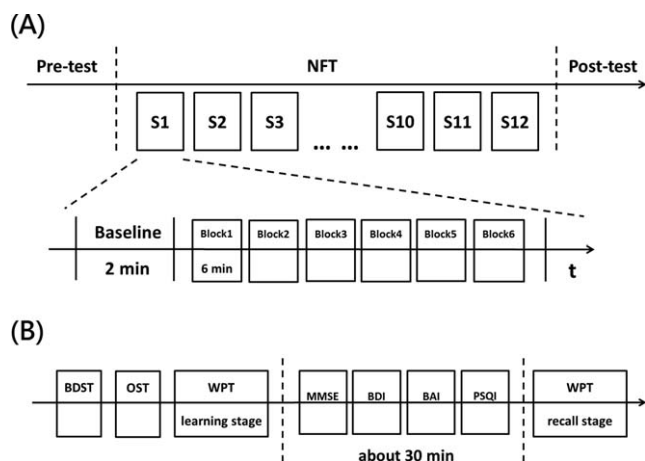 (A)
Pre-test NFT Post-test
S1 S2 S3 ... ... S10 S11 S12
Block1 Block2 Block3 Block4 Block5 Block6
Baseline
2 min 6 min t
(B)
BDST OST WPT MMSE BDI BAI PSQI WPT
learning stage recall stage
about 30 min